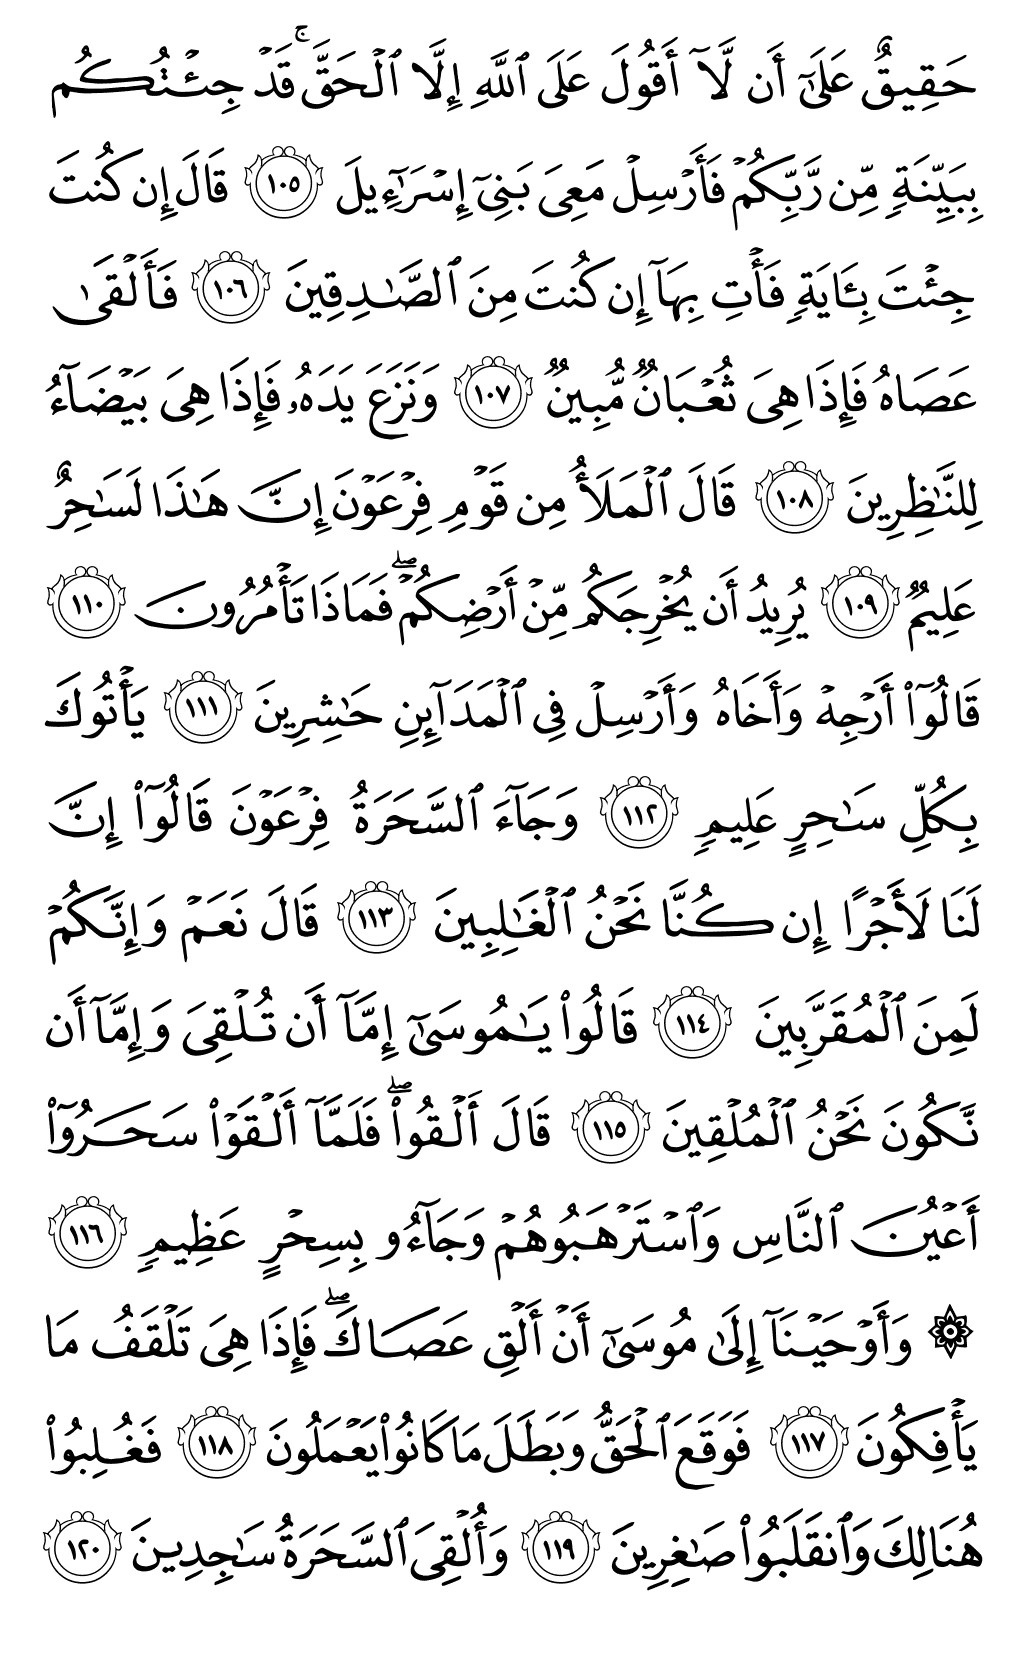 حَقِيقٌ عَلَىٰٓ أَن لَّآ أَقُولَ عَلَى ٱللَّهِ إِلَّا ٱلْحَقَّ ۚ قَدْ جِئْتُكُم
بِبَيِّنَةٍ مِّن رَّبِّكُمْ فَأَرْسِلْ مَعِىَ بَنِىٓ إِسْرَٰٓءِيلَ ﴿١٠٥﴾ قَالَ إِن كُنتَ
جِئْتَ بِـَٔايَةٍ فَأْتِ بِهَآ إِن كُنتَ مِنَ ٱلصَّـٰدِقِينَ ﴿١٠٦﴾ فَأَلْقَىٰ
عَصَاهُ فَإِذَا هِىَ ثُعْبَانٌ مُّبِينٌ ﴿١٠٧﴾ وَنَزَعَ يَدَهُۥ فَإِذَا هِىَ بَيْضَآءُ
لِلنَّـٰظِرِينَ ﴿١٠٨﴾ قَالَ ٱلْمَلَأُ مِن قَوْمِ فِرْعَوْنَ إِنَّ هَـٰذَا لَسَـٰحِرٌ
عَلِيمٌ ﴿١٠٩﴾ يُرِيدُ أَن يُخْرِجَكُم مِّنْ أَرْضِكُمْ ۖ فَمَاذَا تَأْمُرُونَ ﴿١١٠﴾
قَالُوٓا۟ أَرْجِهْ وَأَخَاهُ وَأَرْسِلْ فِى ٱلْمَدَآئِنِ حَـٰشِرِينَ ﴿١١١﴾ يَأْتُوكَ
بِكُلِّ سَـٰحِرٍ عَلِيمٍ ﴿١١٢﴾ وَجَآءَ ٱلسَّحَرَةُ فِرْعَوْنَ قَالُوٓا۟ إِنَّ
لَنَا لَأَجْرًا إِن كُنَّا نَحْنُ ٱلْغَـٰلِبِينَ ﴿١١٣﴾ قَالَ نَعَمْ وَإِنَّكُمْ
لَمِنَ ٱلْمُقَرَّبِينَ ﴿١١٤﴾ قَالُوا۟ يَـٰمُوسَىٰٓ إِمَّآ أَن تُلْقِىَ وَإِمَّآ أَن
نَّكُونَ نَحْنُ ٱلْمُلْقِينَ ﴿١١٥﴾ قَالَ أَلْقُوا۟ ۖ فَلَمَّآ أَلْقَوْا۟ سَحَرُوٓا۟
أَعْيُنَ ٱلنَّاسِ وَٱسْتَرْهَبُوهُمْ وَجَآءُو بِسِحْرٍ عَظِيمٍ ﴿١١٦﴾
۞ وَأَوْحَيْنَآ إِلَىٰ مُوسَىٰٓ أَنْ أَلْقِ عَصَاكَ ۖ فَإِذَا هِىَ تَلْقَفُ مَا
يَأْفِكُونَ ﴿١١٧﴾ فَوَقَعَ ٱلْحَقُّ وَبَطَلَ مَا كَانُوا۟ يَعْمَلُونَ ﴿١١٨﴾ فَغُلِبُوا۟
هُنَالِكَ وَٱنقَلَبُوا۟ صَـٰغِرِينَ ﴿١١٩﴾ وَأُلْقِىَ ٱلسَّحَرَةُ سَـٰجِدِينَ ﴿١٢٠﴾